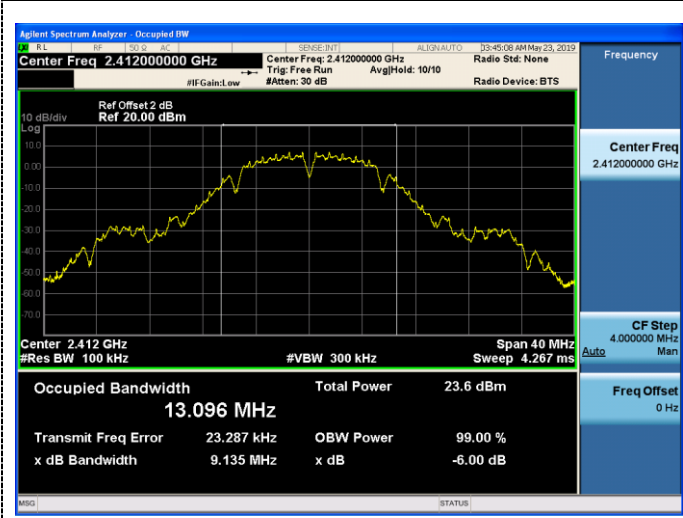 Agilent Spectrum Analyzer - Occupied BW
RL RF 50 Ω AC SENSE:INT ALIGNAUTO 03:45:08 AM May 23, 2019
Center Freq 2.412000000 GHz
Center Freq: 2.412000000 GHz
Radio Std: None
Trig: Free Run Avg|Hold: 10/10
#IFGain:Low #Atten: 30 dB Radio Device: BTS
Frequency
Ref Offset 2 dB
10 dB/div Ref 20.00 dBm
Log
10.0
0.00
-10.0
-20.0
-30.0
-40.0
-50.0
-60.0
-70.0
Center 2.412 GHz Span 40 MHz
#Res BW 100 kHz #VBW 300 kHz Sweep 4.267 ms
Center Freq
2.412000000 GHz
CF Step
4.000000 MHz
Auto Man
Freq Offset
0 Hz
Occupied Bandwidth Total Power 23.6 dBm
13.096 MHz
Transmit Freq Error 23.287 kHz OBW Power 99.00 %
x dB Bandwidth 9.135 MHz x dB -6.00 dB
MSG STATUS